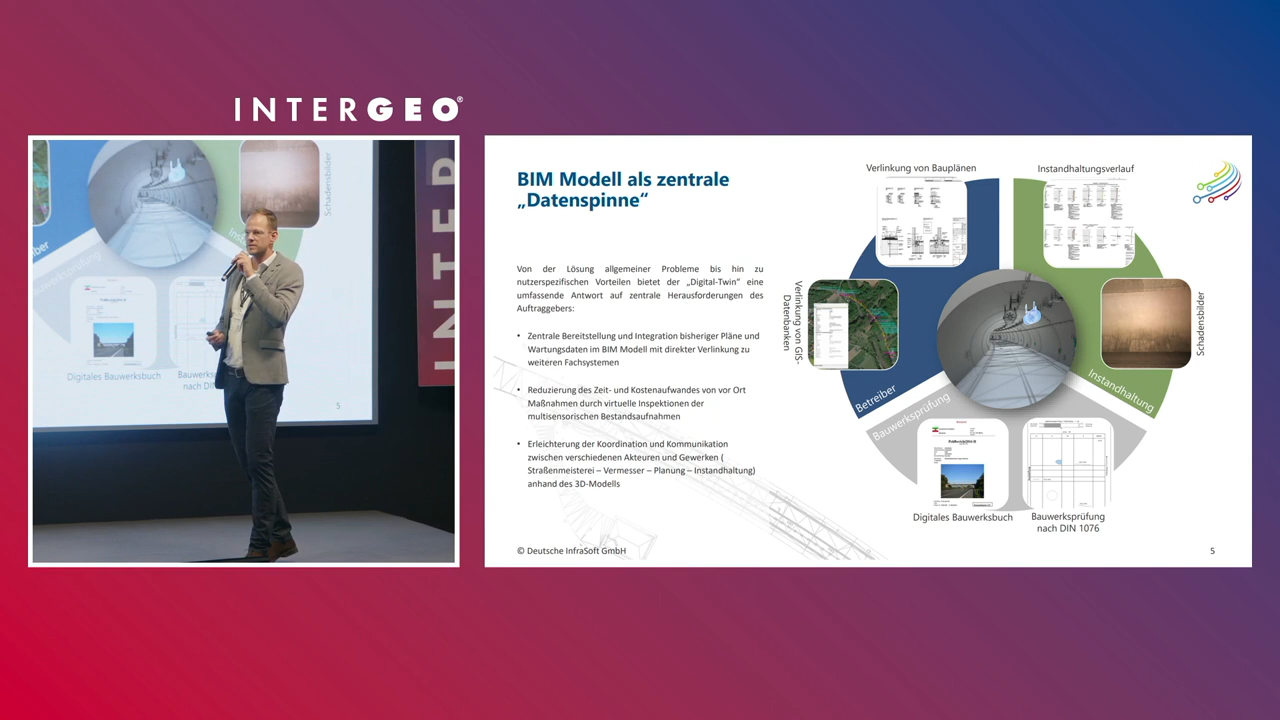 INTERGEO®
INTER
Schadensbilder
Digitales Bauwerksbuch
5
BIM Modell als zentrale
„Datenspinne“
Von der Lösung allgemeiner Probleme bis hin zu
nutzerspezifischen Vorteilen bietet der „Digital-Twin“ eine
umfassende Antwort auf zentrale Herausforderungen des
Auftraggebers:
• Zentrale Bereitstellung und Integration bisheriger Pläne und
Wartungsdaten im BIM Modell mit direkter Verlinkung zu
weiteren Fachsystemen
• Reduzierung des Zeit- und Kostenaufwandes von vor Ort
Maßnahmen durch virtuelle Inspektionen der
multisensorischen Bestandsaufnahmen
• Erleichterung der Koordination und Kommunikation
zwischen verschiedenen Akteuren und Gewerken (
Straßenmeisterei – Vermesser – Planung – Instandhaltung)
anhand des 3D-Modells
Verlinkung von Bauplänen
Instandhaltungsverlauf
Verlinkung von GIS-
Datenbanken
Schadensbilder
Betreiber
Instandhaltung
Bauwerksprüfung
Digitales Bauwerksbuch
Bauwerksprüfung
nach DIN 1076
© Deutsche InfraSoft GmbH
5